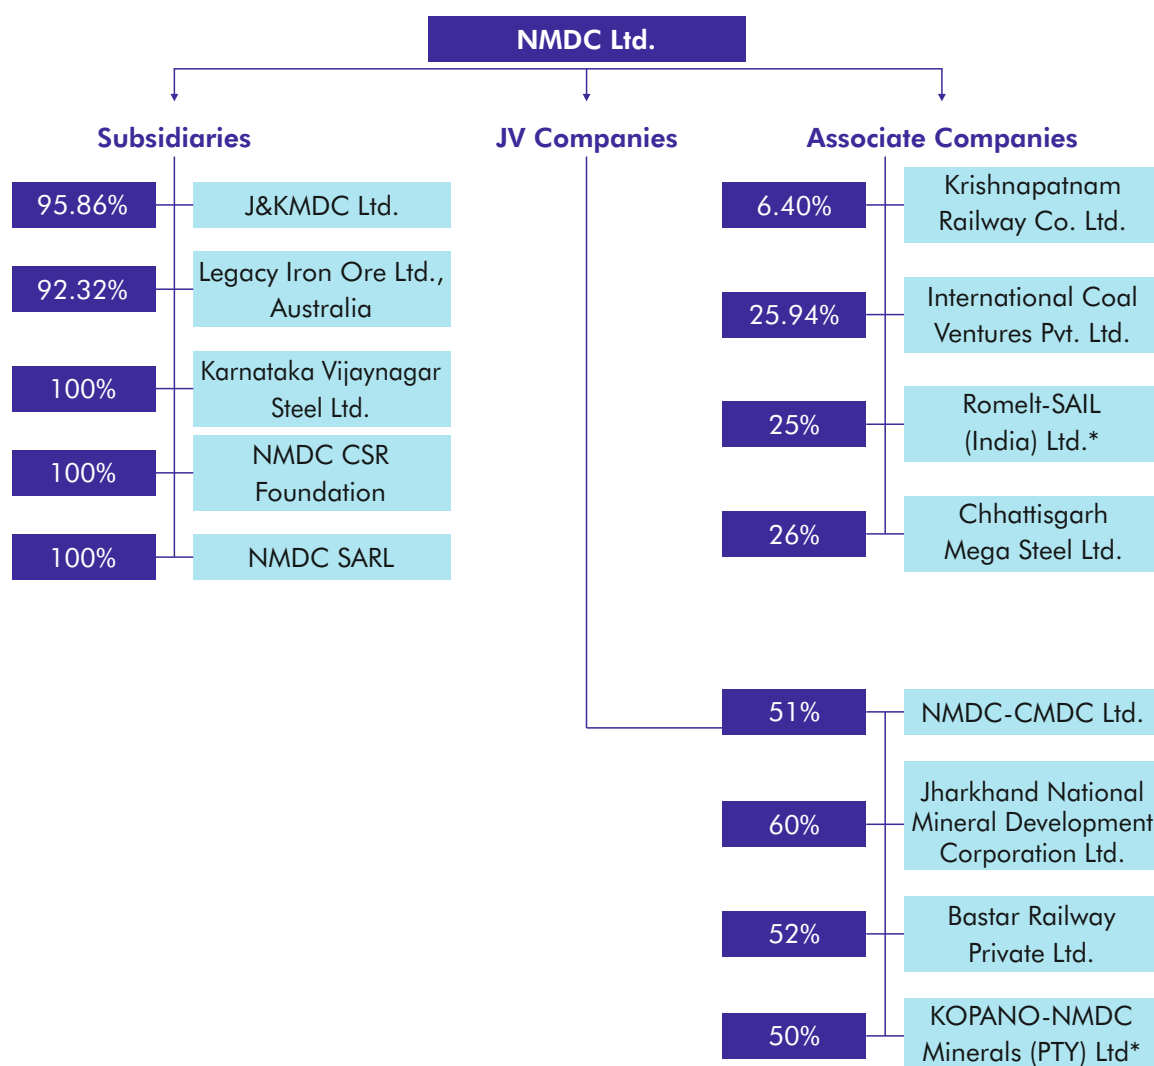 NMDC Ltd.
Subsidiaries
95.86%
J&KMDC Ltd.
92.32%
Legacy Iron Ore Ltd.,
Australia
100%
Karnataka Vijaynagar
Steel Ltd.
100%
NMDC CSR
Foundation
100%
NMDC SARL
JV Companies
Associate Companies
6.40%
Krishnapatnam
Railway Co. Ltd.
25.94%
International Coal
Ventures Pvt. Ltd.
25%
Romelt-SAIL
(India) Ltd.*
26%
Chhattisgarh
Mega Steel Ltd.
51%
NMDC-CMDC Ltd.
60%
Jharkhand National
Mineral Development
Corporation Ltd.
52%
Bastar Railway
Private Ltd.
50%
KOPANO-NMDC
Minerals (PTY) Ltd*